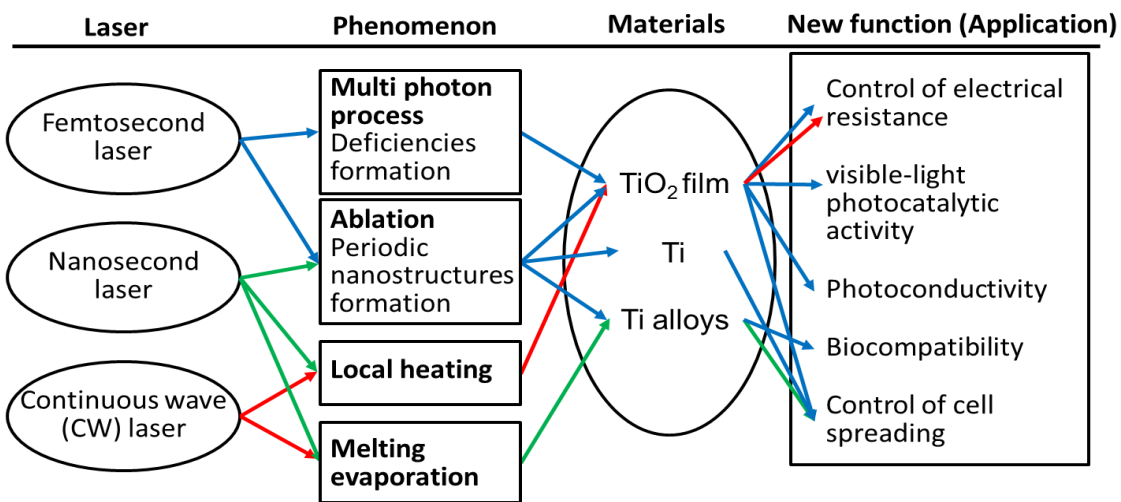 Laser
Phenomenon
Materials
New function (Application)
Femtosecond
laser
Nanosecond
laser
Continuous wave
(CW) laser
Multi photon
process
Deficiencies
formation
Ablation
Periodic
nanostructures
formation
Local heating
Melting
evaporation
TiO₂ film
Ti
Ti alloys
Control of electrical
resistance
visible-light
photocatalytic
activity
Photoconductivity
Biocompatibility
Control of cell
spreading